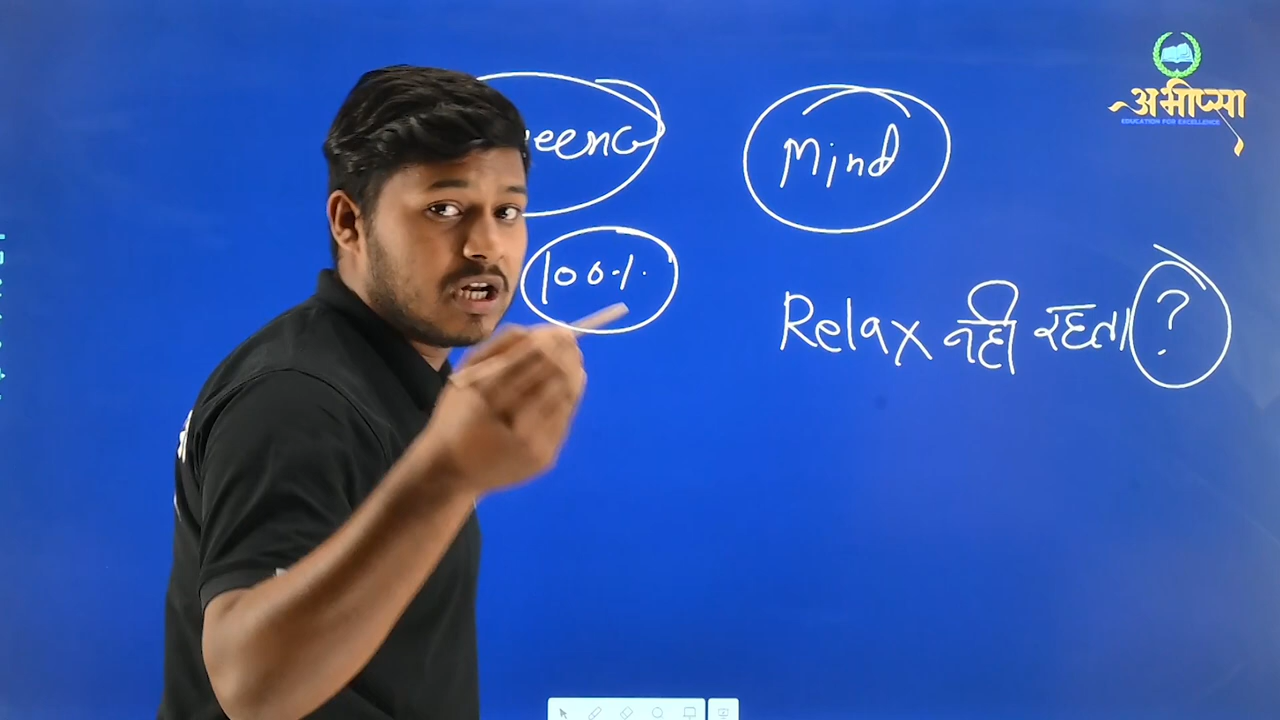 अभीप्सा
EDUCATION FOR EXCELLENCE
Mind
100%
Relax नही रहता ?